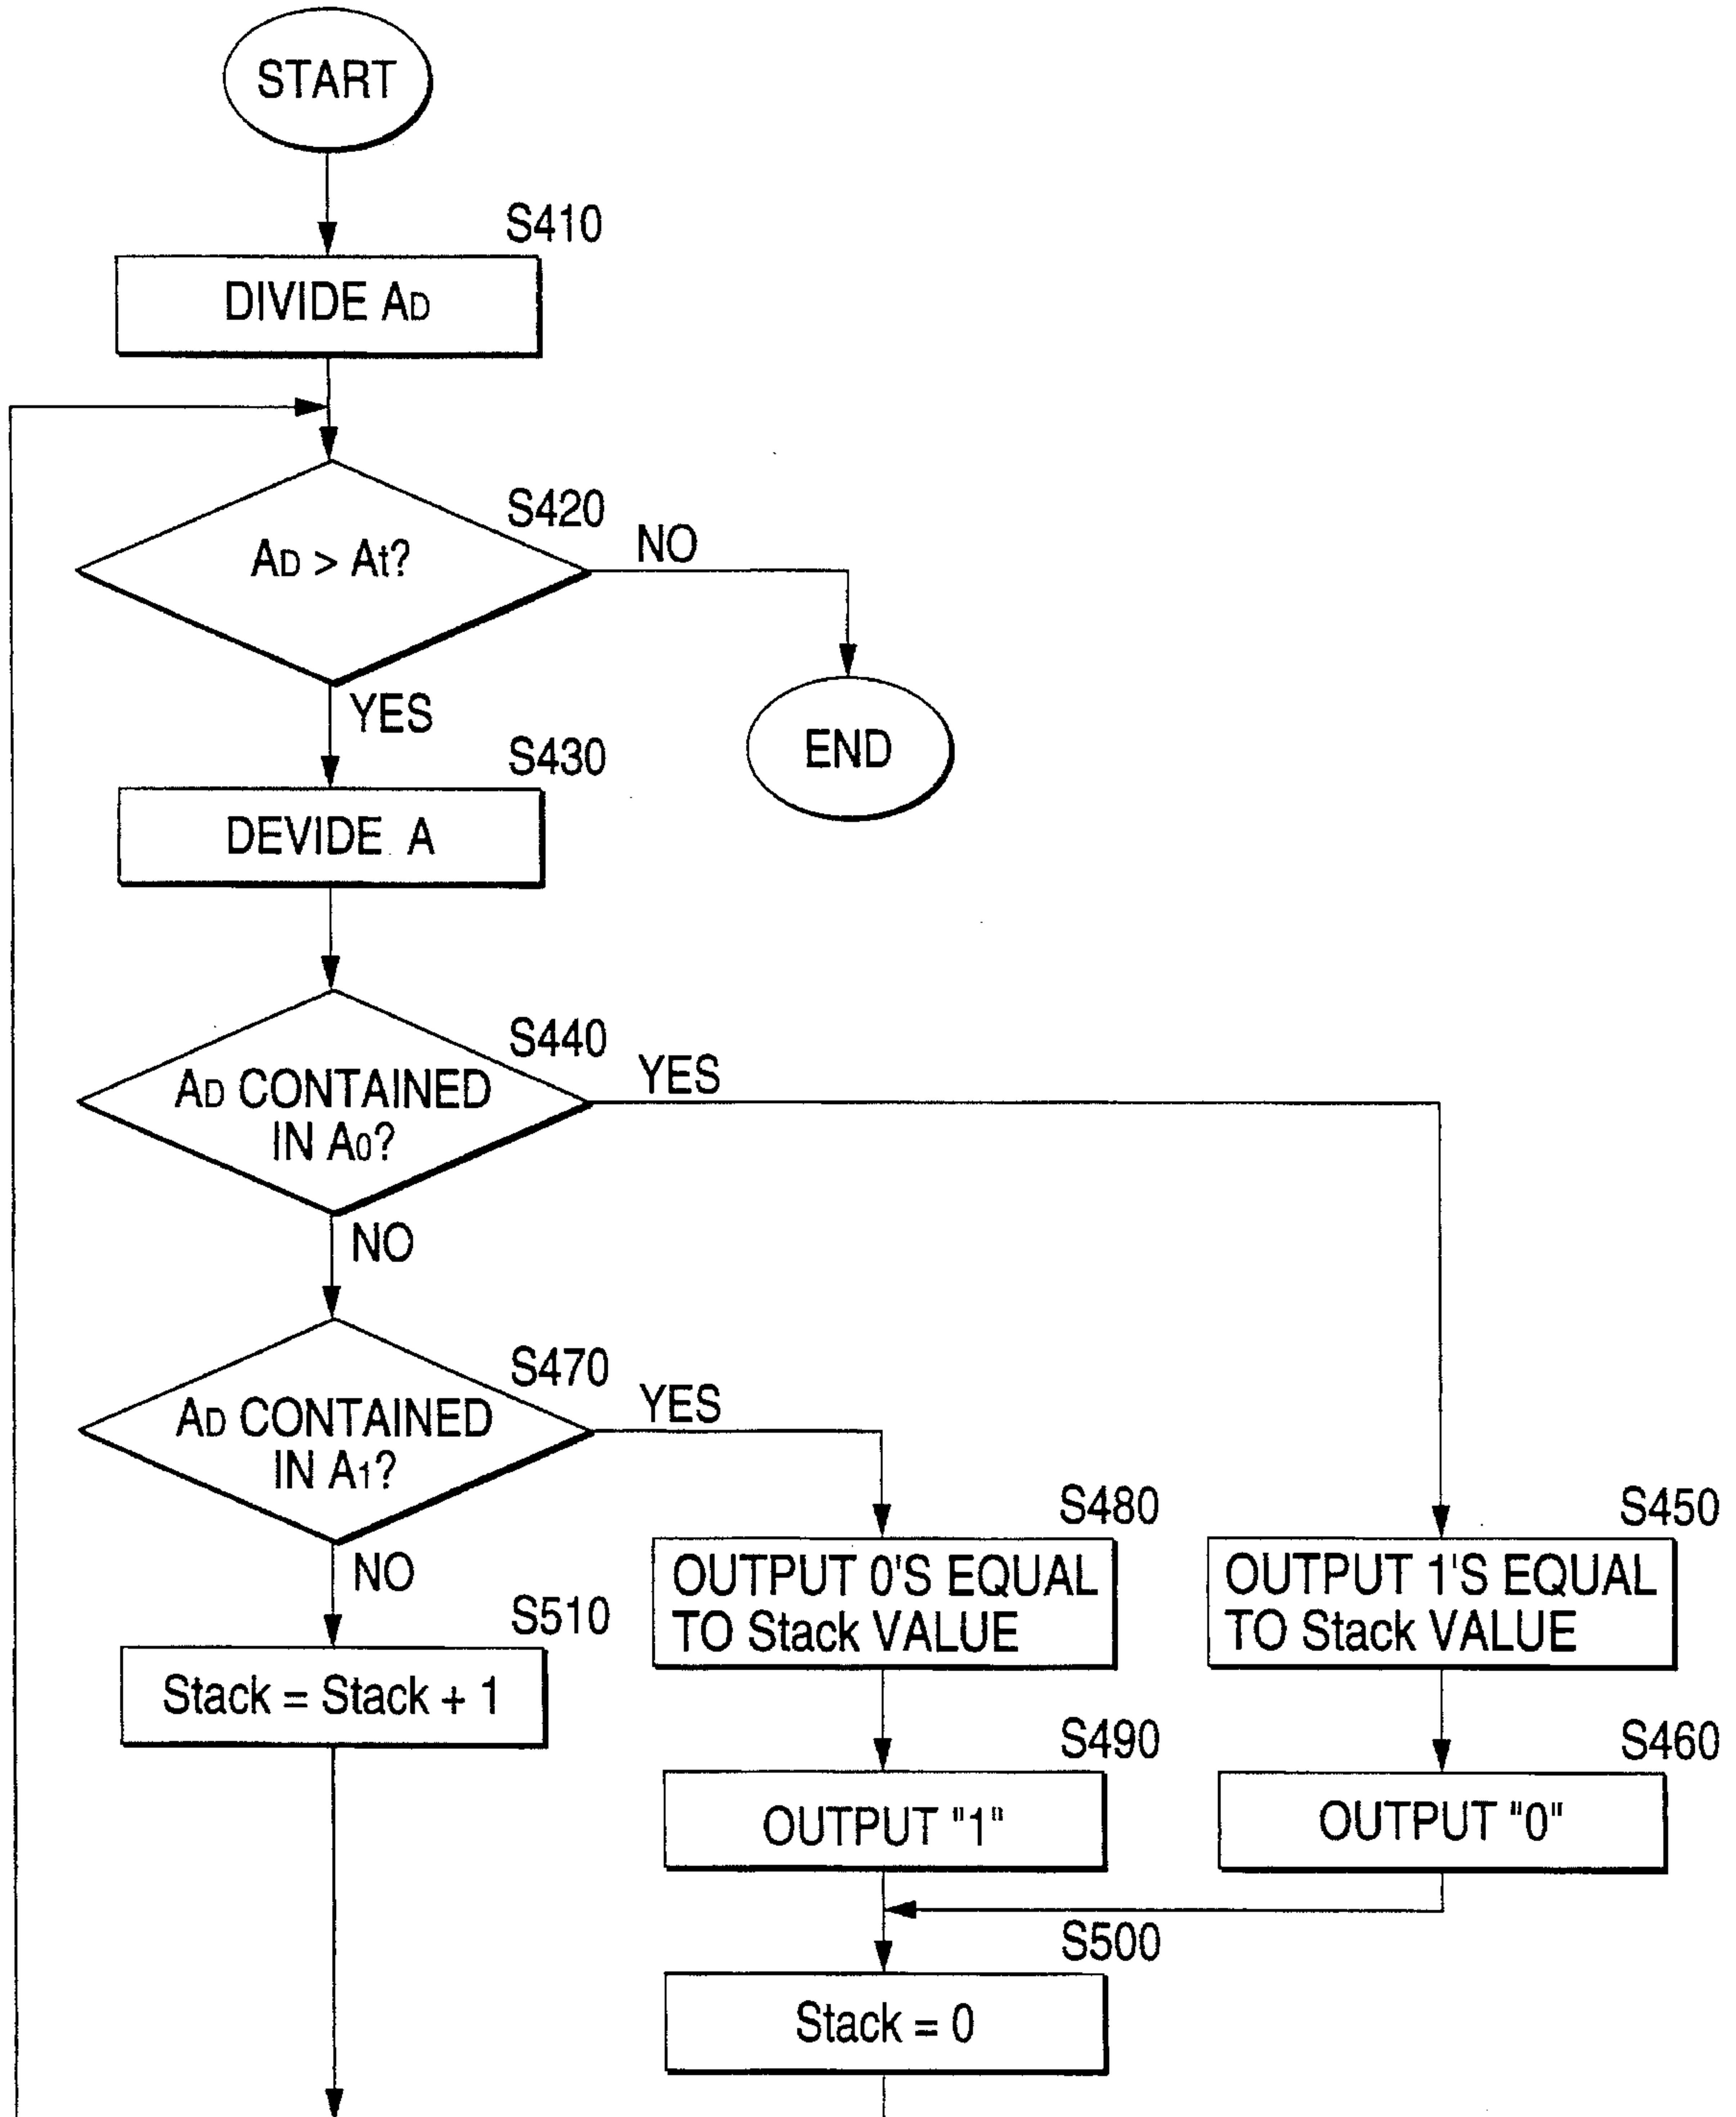 START
S410
DIVIDE AD
S420
AD > At?
NO
YES
END
S430
DEVIDE A
S440
AD CONTAINED
IN A0?
YES
NO
S470
AD CONTAINED
IN A1?
YES
NO
S480
OUTPUT 0'S EQUAL
TO Stack VALUE
S450
OUTPUT 1'S EQUAL
TO Stack VALUE
S510
Stack = Stack + 1
S490
OUTPUT "1"
S460
OUTPUT "0"
S500
Stack = 0